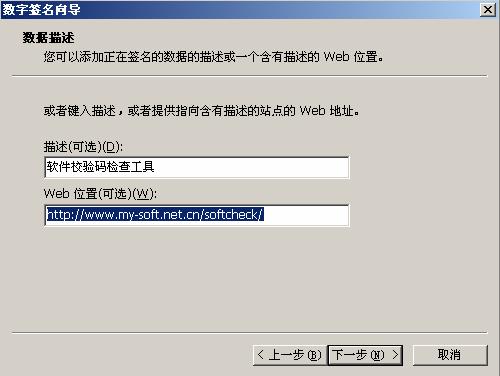 数字签名向导
数据描述
您可以添加正在签名的数据的描述或一个含有描述的 Web 位置。
或者键入描述，或者提供指向含有描述的站点的 Web 地址。
描述(可选)(D):
软件校验码检查工具
Web 位置(可选)(W):
http://www.my-soft.net.cn/softcheck/
< 上一步(B) 下一步(N) > 取消